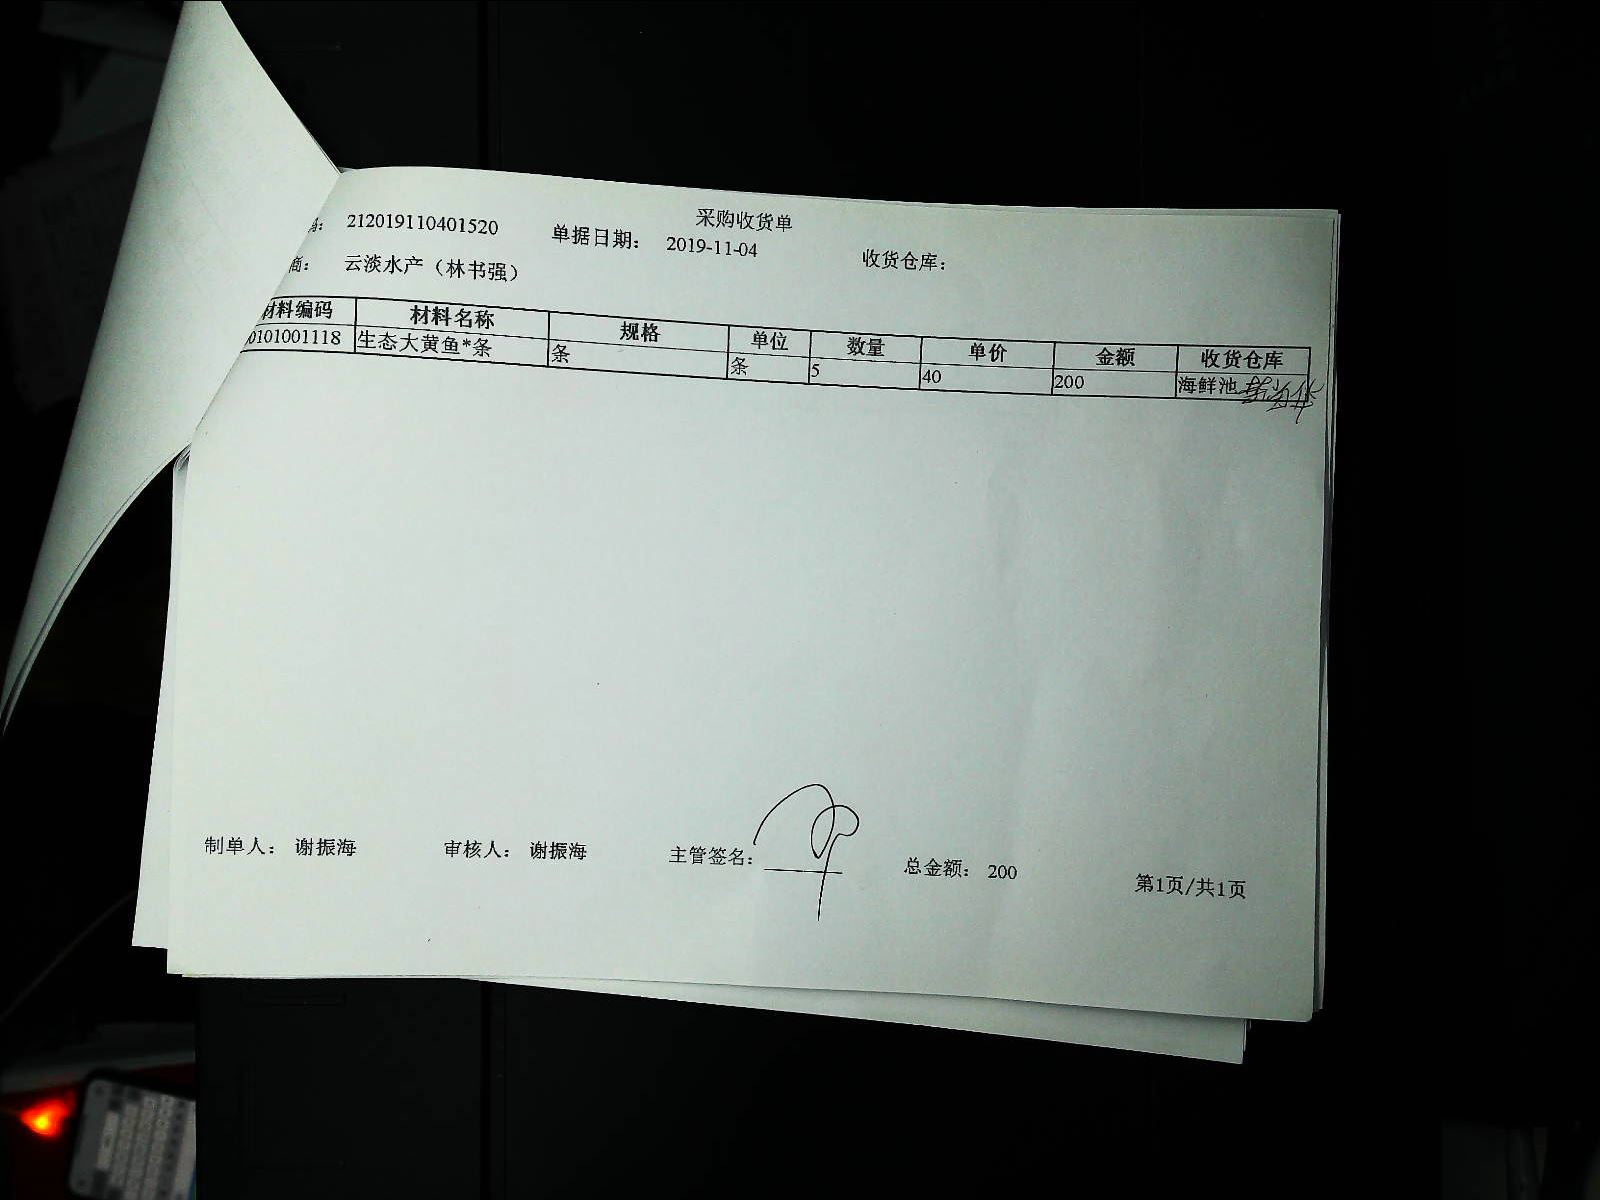 采购收货单
: 212019110401520 单据日期: 2019-11-04 收货仓库:
商: 云淡水产（林书强）
材料编码 材料名称 规格 单位 数量 单价 金额 收货仓库
0101001118 生态大黄鱼*条 条 条 5 40 200 海鲜池
制单人: 谢振海 审核人: 谢振海 主管签名: 总金额: 200 第1页/共1页